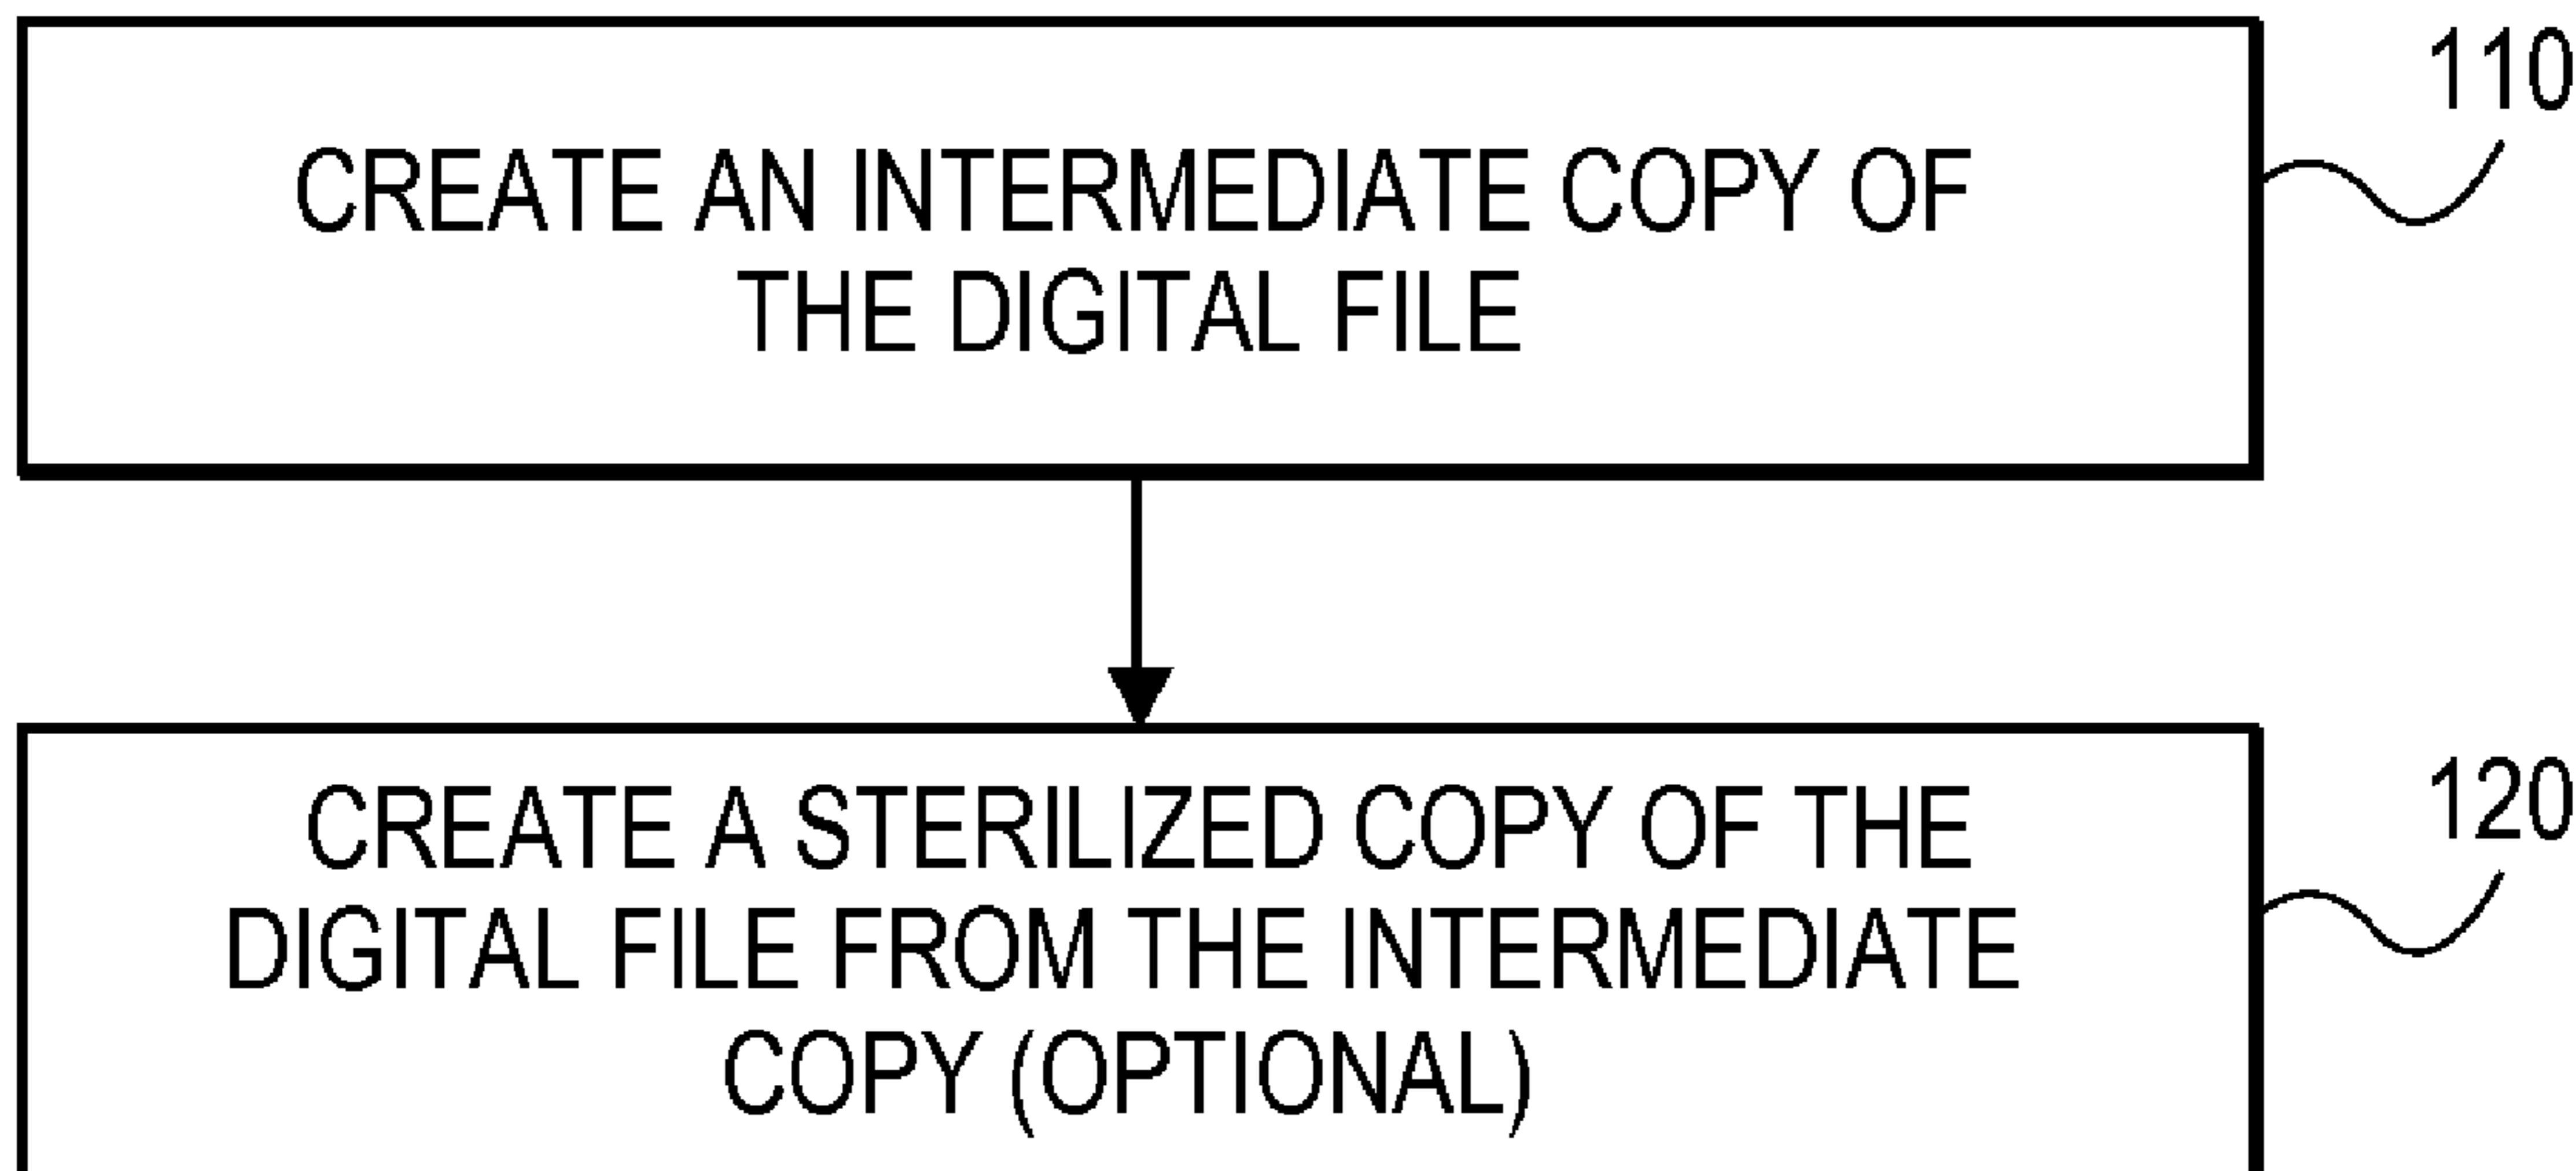 110
CREATE AN INTERMEDIATE COPY OF
THE DIGITAL FILE
120
CREATE A STERILIZED COPY OF THE
DIGITAL FILE FROM THE INTERMEDIATE
COPY (OPTIONAL)